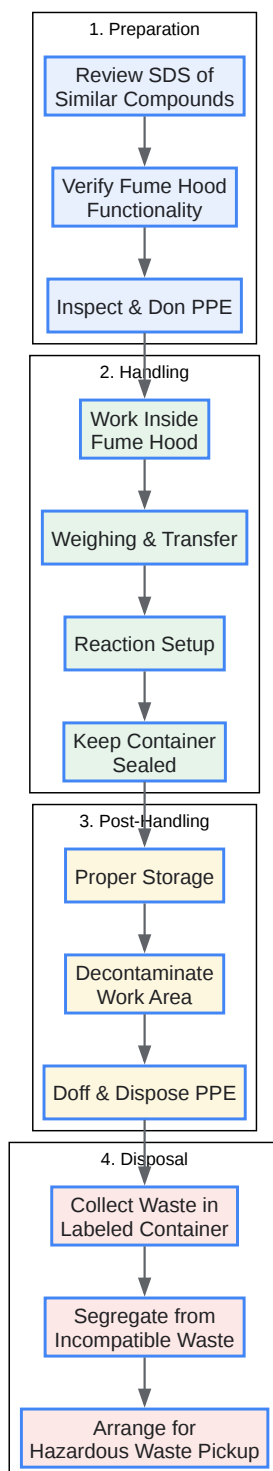 1. Preparation
Review SDS of
Similar Compounds
Verify Fume Hood
Functionality
Inspect & Don PPE
2. Handling
Work Inside
Fume Hood
Weighing & Transfer
Reaction Setup
Keep Container
Sealed
3. Post-Handling
Proper Storage
Decontaminate
Work Area
Doff & Dispose PPE
4. Disposal
Collect Waste in
Labeled Container
Segregate from
Incompatible Waste
Arrange for
Hazardous Waste Pickup